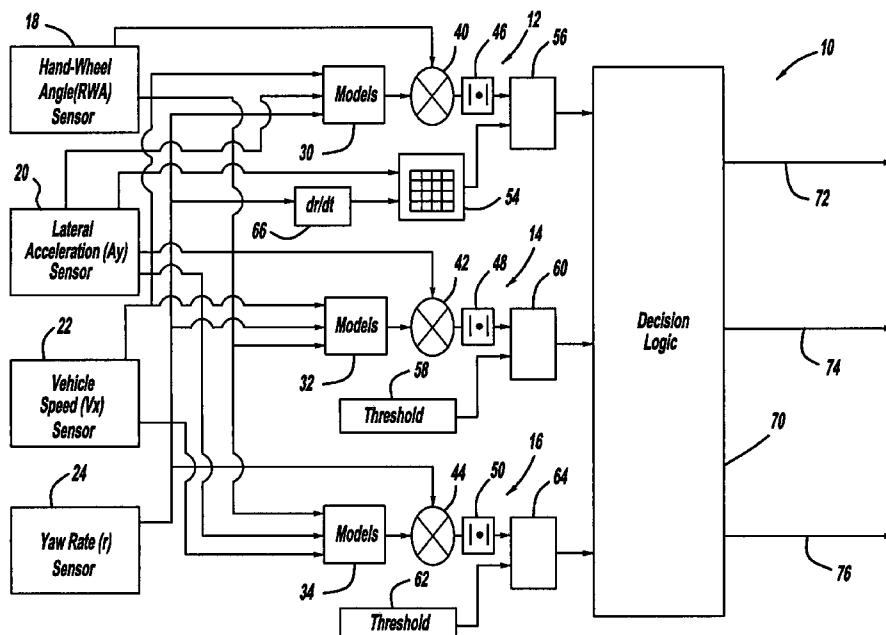 18
Hand-Wheel
Angle(RWA)
Sensor
20
Lateral
Acceleration (Ay)
Sensor
22
Vehicle
Speed (Vx)
Sensor
24
Yaw Rate (r)
Sensor
Models
30
dr/dt
66
54
40
46
12
56
Models
32
42
48
14
60
58
Threshold
Models
34
44
50
16
64
62
Threshold
Decision
Logic
10
72
74
70
76